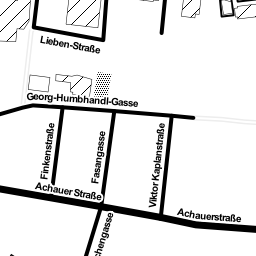 Lieben-Straße
Georg-Humbhandl-Gasse
Finkenstraße
Fasangasse
Viktor Kaplanstraße
Achauer Straße
Achauerstraße